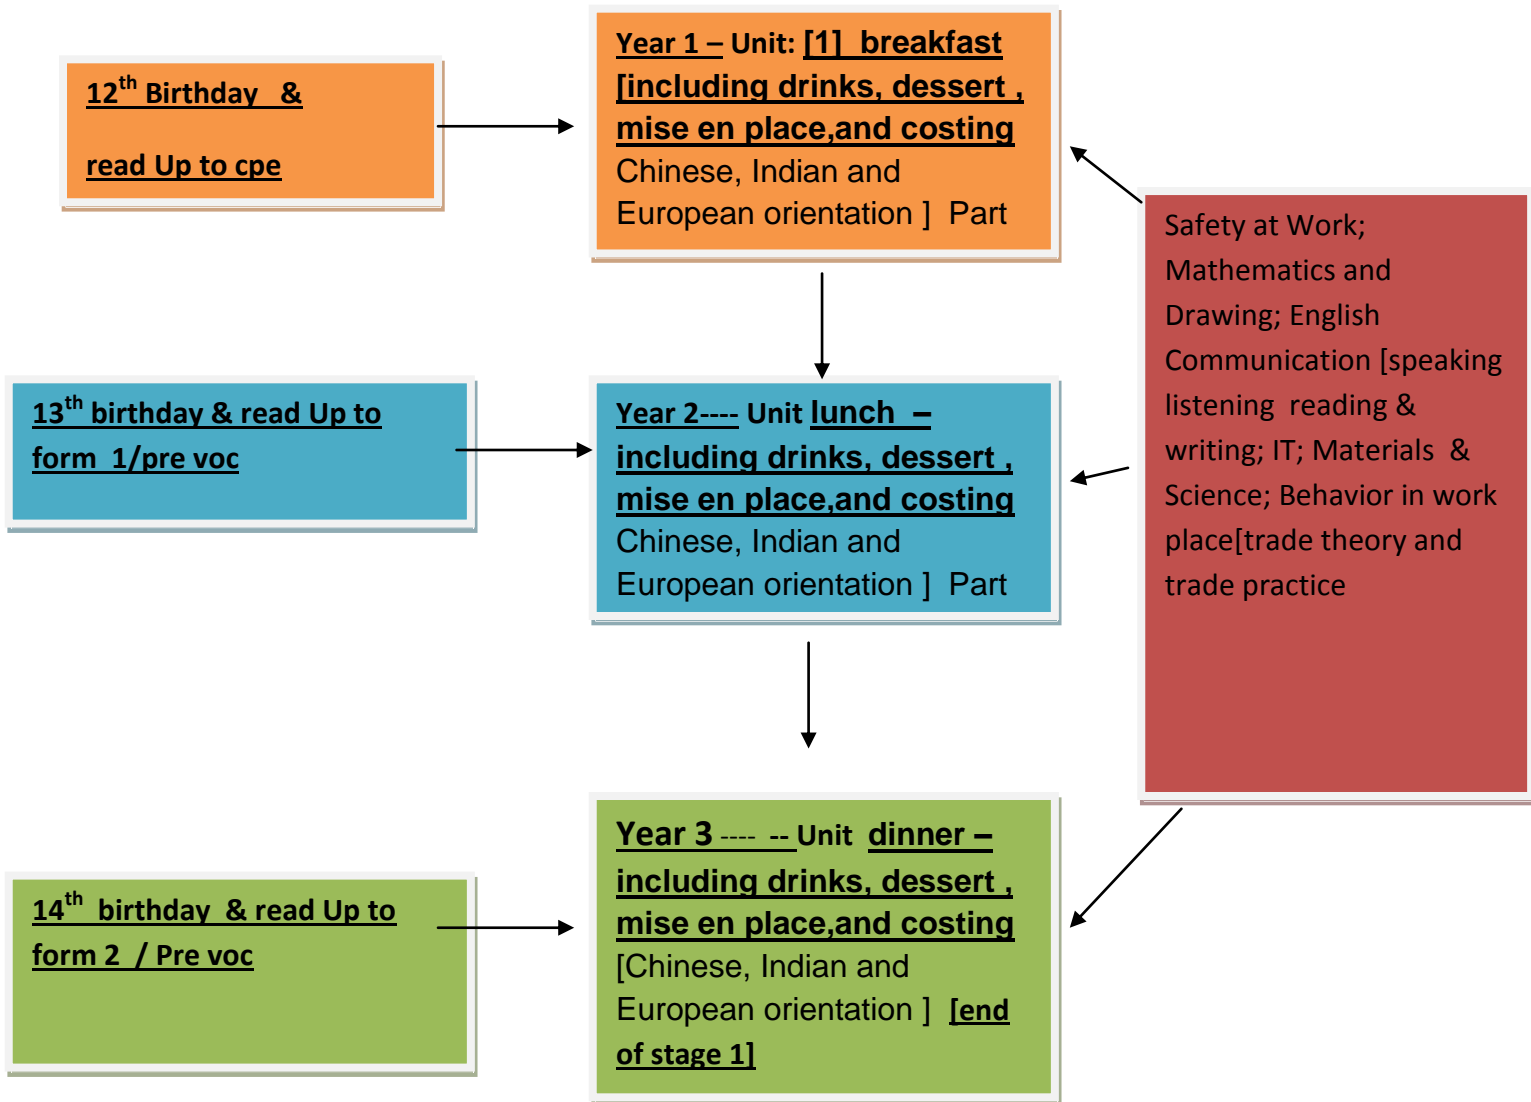 12th Birthday &
read Up to cpe
Year 1 – Unit: [1] breakfast
[including drinks, dessert ,
mise en place,and costing
Chinese, Indian and
European orientation ] Part
13th birthday & read Up to
form 1/pre voc
Year 2---- Unit lunch –
including drinks, dessert ,
mise en place,and costing
Chinese, Indian and
European orientation ] Part
14th birthday & read Up to
form 2 / Pre voc
Year 3 ---- -- Unit dinner –
including drinks, dessert ,
mise en place,and costing
[Chinese, Indian and
European orientation ] [end
of stage 1]
Safety at Work;
Mathematics and
Drawing; English
Communication [speaking
listening reading &
writing; IT; Materials &
Science; Behavior in work
place[trade theory and
trade practice